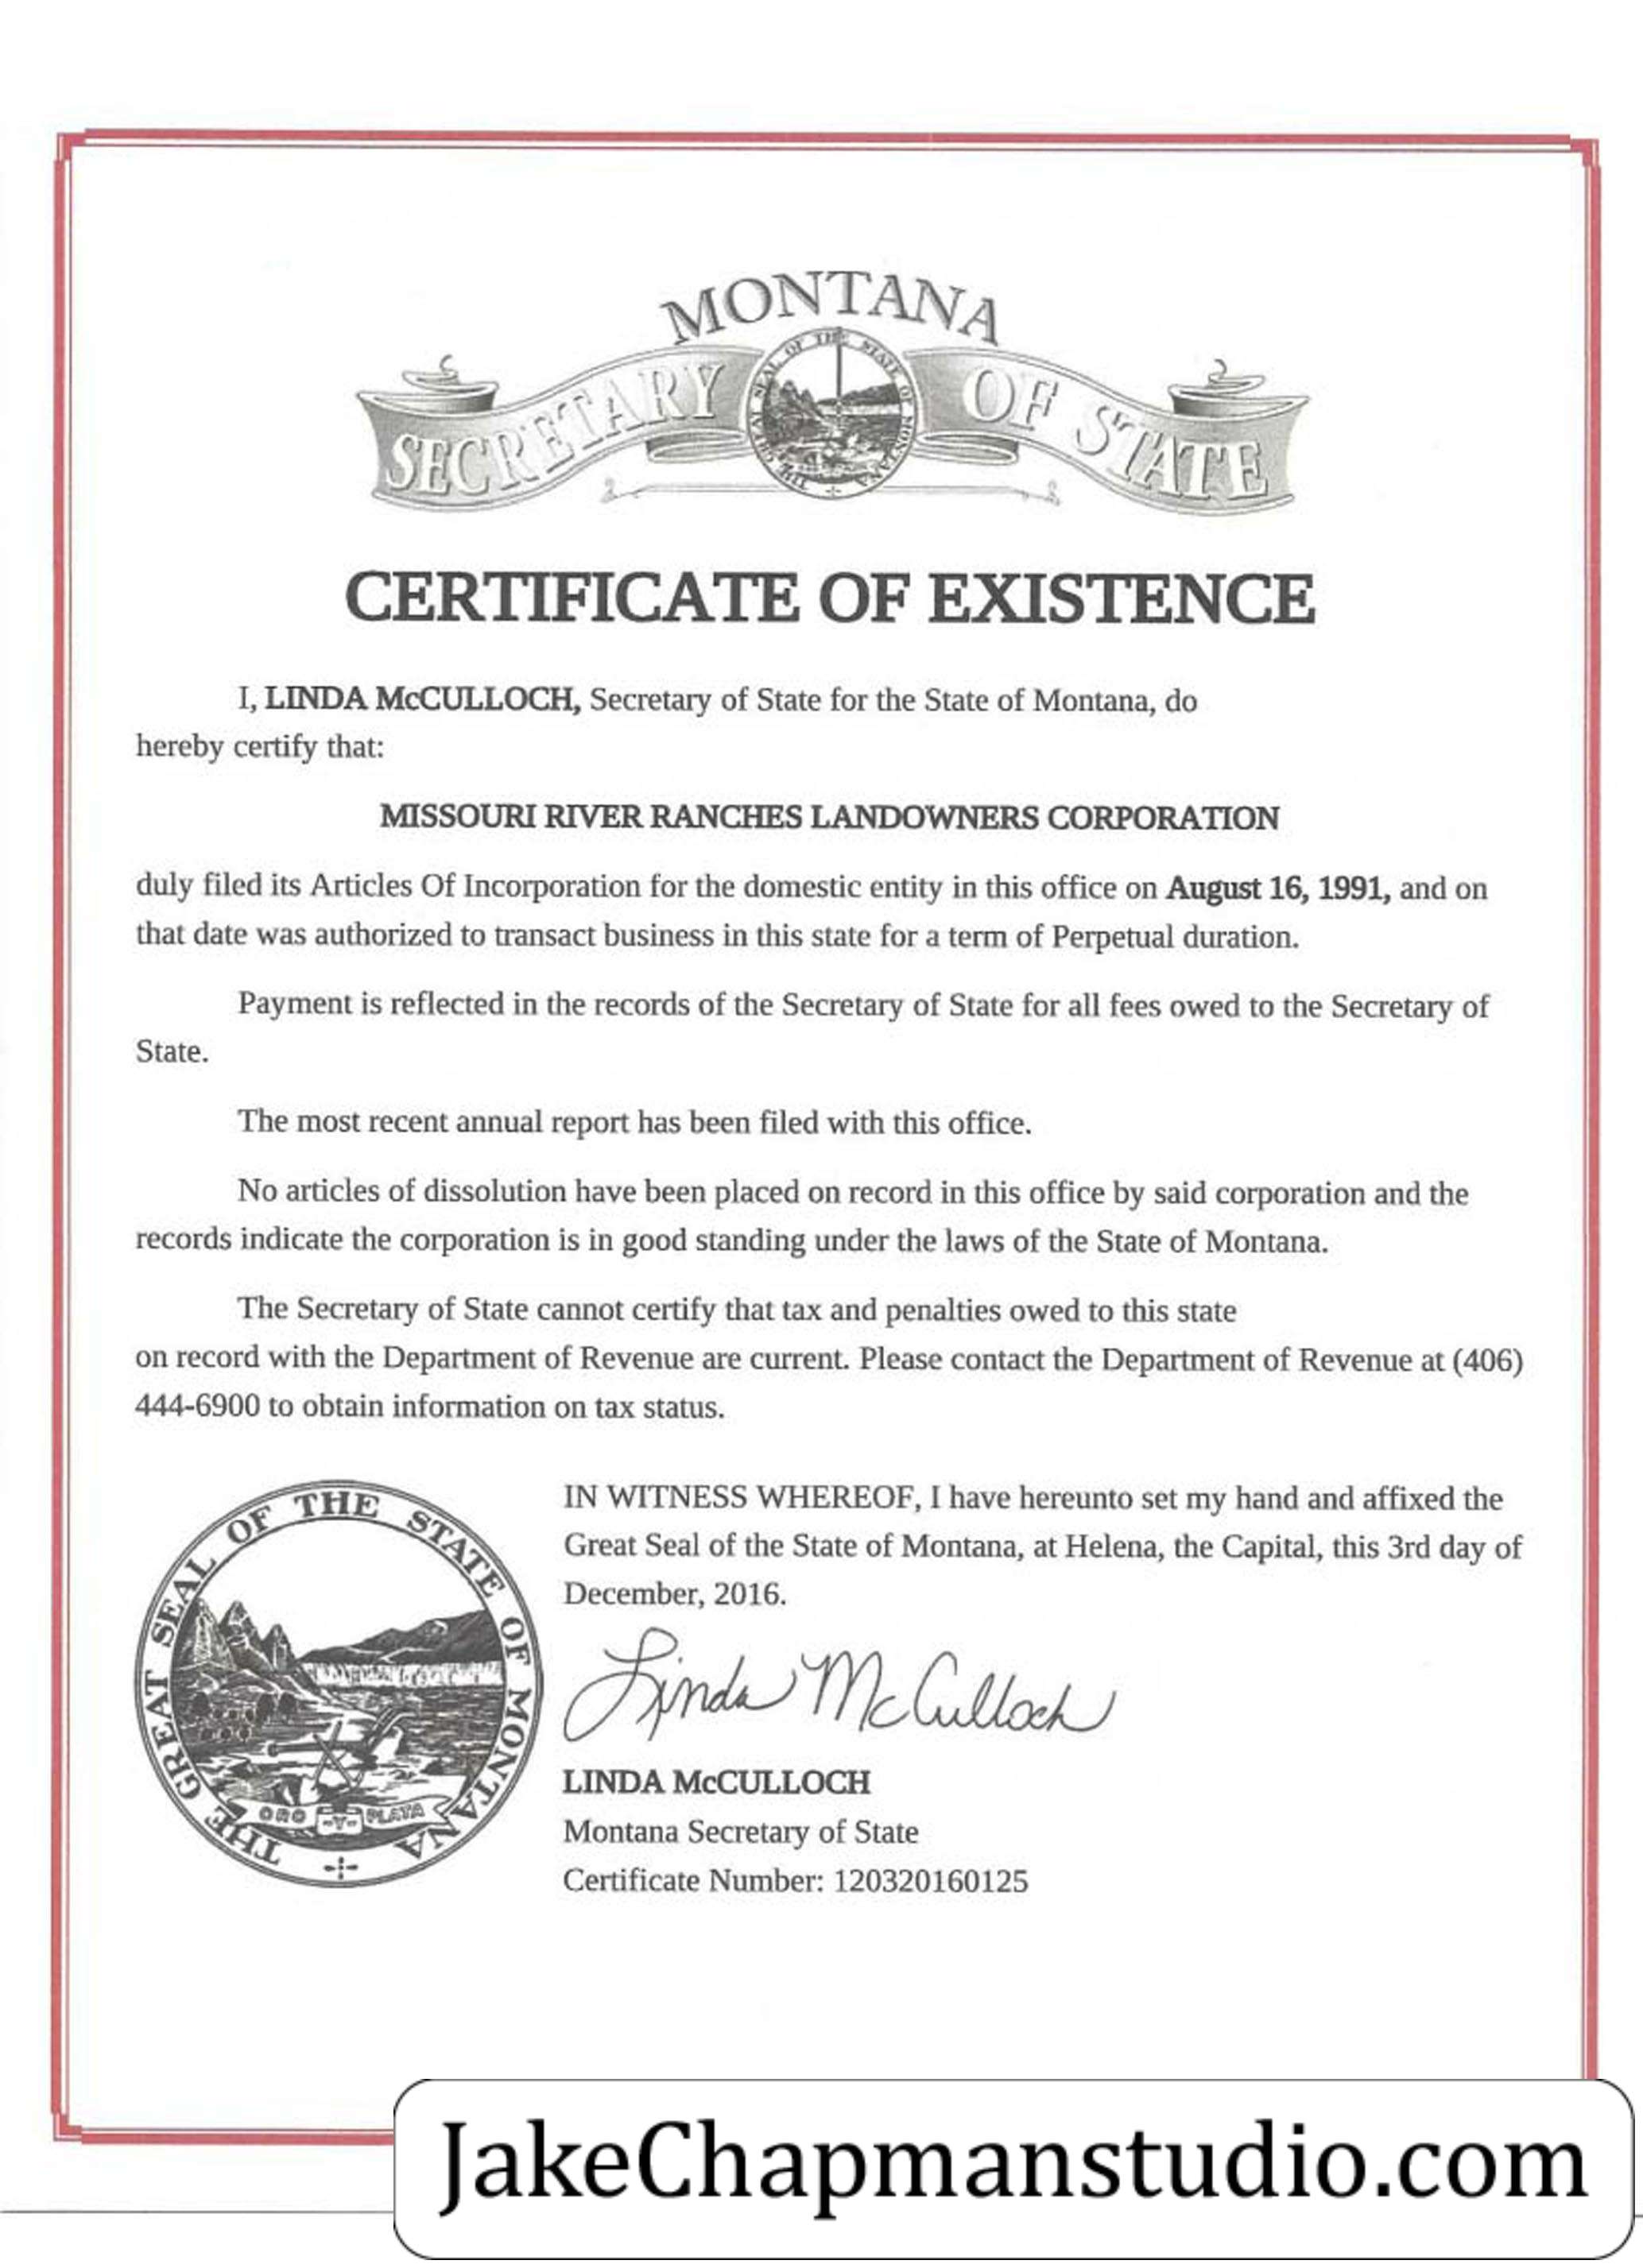 MONTANA
SECRETARY OF STATE
THE GREAT SEAL OF THE STATE OF MONTANA
CERTIFICATE OF EXISTENCE
I, LINDA McCULLOCH, Secretary of State for the State of Montana, do
hereby certify that:
MISSOURI RIVER RANCHES LANDOWNERS CORPORATION
duly filed its Articles Of Incorporation for the domestic entity in this office on August 16, 1991, and on
that date was authorized to transact business in this state for a term of Perpetual duration.
Payment is reflected in the records of the Secretary of State for all fees owed to the Secretary of
State.
The most recent annual report has been filed with this office.
No articles of dissolution have been placed on record in this office by said corporation and the
records indicate the corporation is in good standing under the laws of the State of Montana.
The Secretary of State cannot certify that tax and penalties owed to this state
on record with the Department of Revenue are current. Please contact the Department of Revenue at (406)
444-6900 to obtain information on tax status.
IN WITNESS WHEREOF, I have hereunto set my hand and affixed the
Great Seal of the State of Montana, at Helena, the Capital, this 3rd day of
December, 2016.
Linda McCulloch
LINDA McCULLOCH
Montana Secretary of State
Certificate Number: 120320160125
THE GREAT SEAL OF THE STATE OF MONTANA
ORO -Y- PLATA
JakeChapmanstudio.com